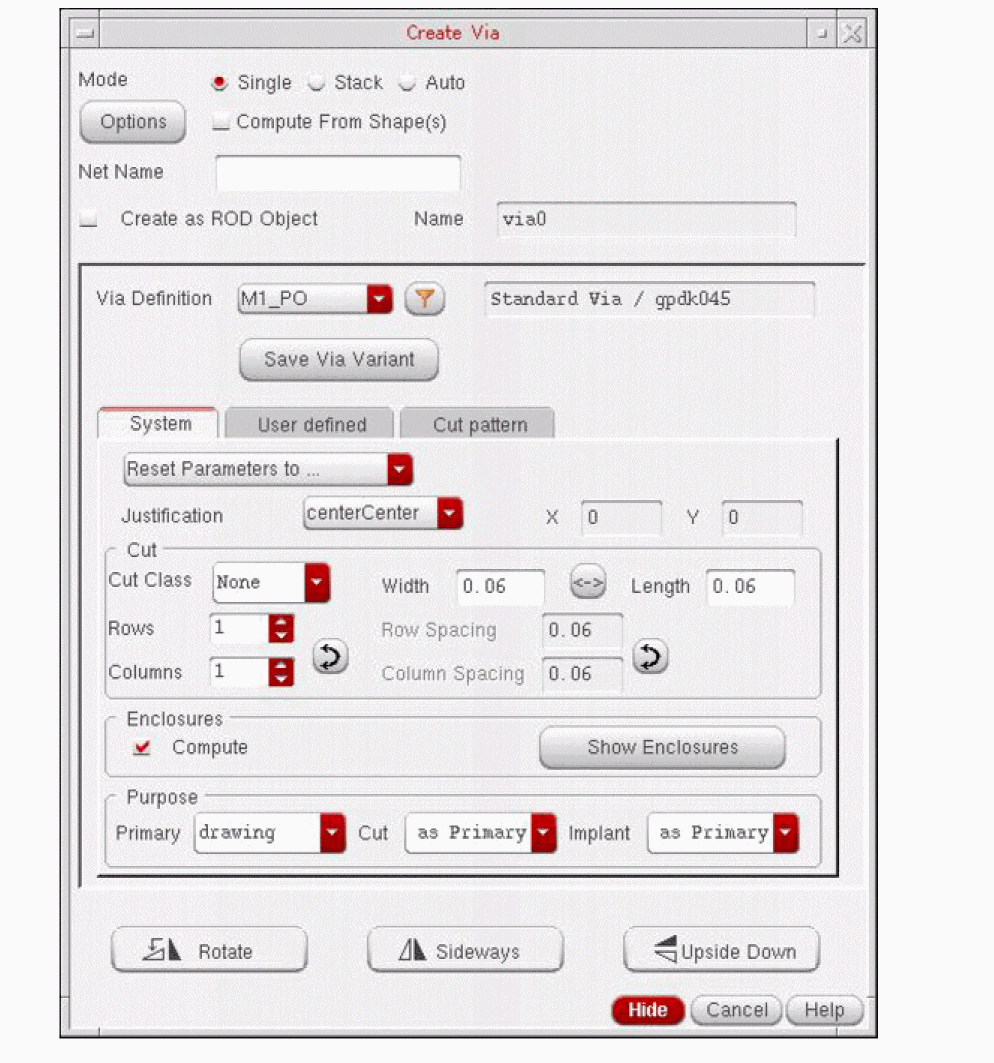 Create Via
Mode Single Stack Auto
Options Compute From Shape(s)
Net Name
Create as ROD Object Name via0
Via Definition M1_PO Standard Via / gpdk045
Save Via Variant
System User defined Cut pattern
Reset Parameters to ...
Justification centerCenter X 0 Y 0
Cut
Cut Class None Width 0.06 <-> Length 0.06
Rows 1 Row Spacing 0.06
Columns 1 Column Spacing 0.06
Enclosures
Compute Show Enclosures
Purpose
Primary drawing Cut as Primary Implant as Primary
Rotate Sideways Upside Down
Hide Cancel Help